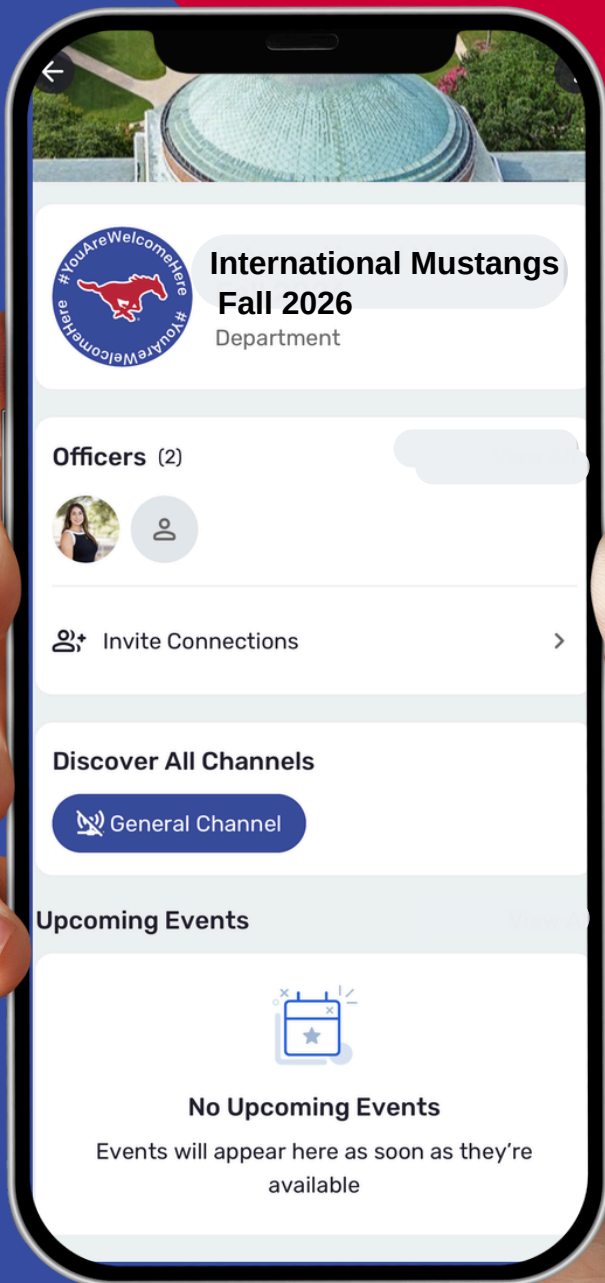 #YouAreWelcomeHere
#YouAreWelcomeHere
International Mustangs
Fall 2026
Department
Officers (2)
Invite Connections
Discover All Channels
General Channel
Upcoming Events
No Upcoming Events
Events will appear here as soon as they're
available